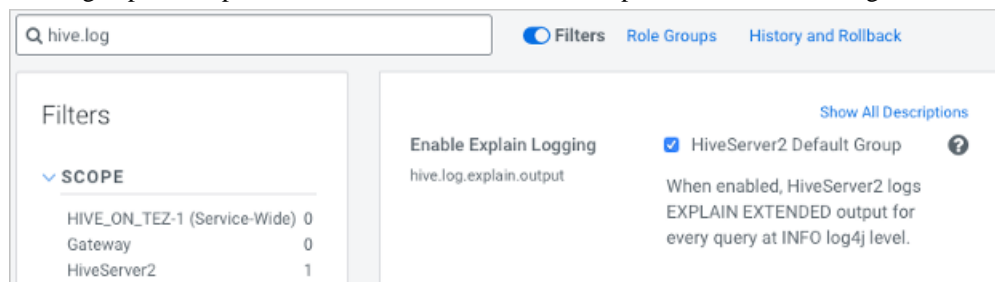 hive.log
Filters Role Groups History and Rollback
Filters
SCOPE
HIVE_ON_TEZ-1 (Service-Wide) 0
Gateway 0
HiveServer2 1
Show All Descriptions
Enable Explain Logging
hive.log.explain.output
HiveServer2 Default Group
When enabled, HiveServer2 logs
EXPLAIN EXTENDED output for
every query at INFO log4j level.